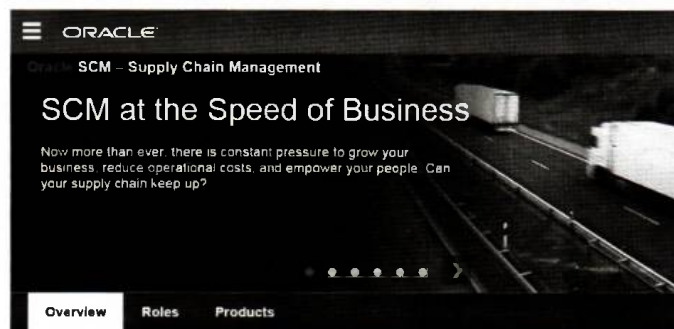 ORACLE
Oracle SCM – Supply Chain Management
SCM at the Speed of Business
Now more than ever, there is constant pressure to grow your
business, reduce operational costs, and empower your people. Can
your supply chain keep up?
Overview Roles Products